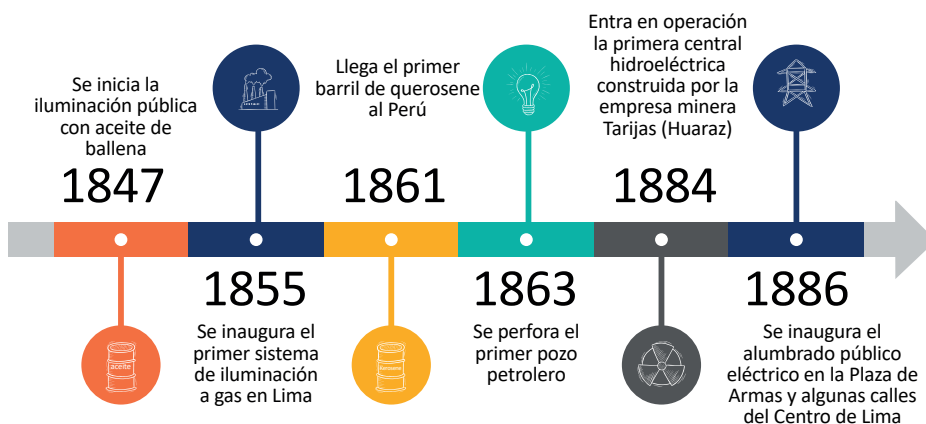 Se inicia la
iluminación pública
con aceite de
ballena
1847
aceite
1855
Se inaugura el
primer sistema
de iluminación
a gas en Lima
Llega el primer
barril de querosene
al Perú
1861
1863
Se perfora el
primer pozo
petrolero
Entra en operación
la primera central
hidroeléctrica
construida por la
empresa minera
Tarijas (Huaraz)
1884
1886
Se inaugura el
alumbrado público
eléctrico en la Plaza de
Armas y algunas calles
del Centro de Lima